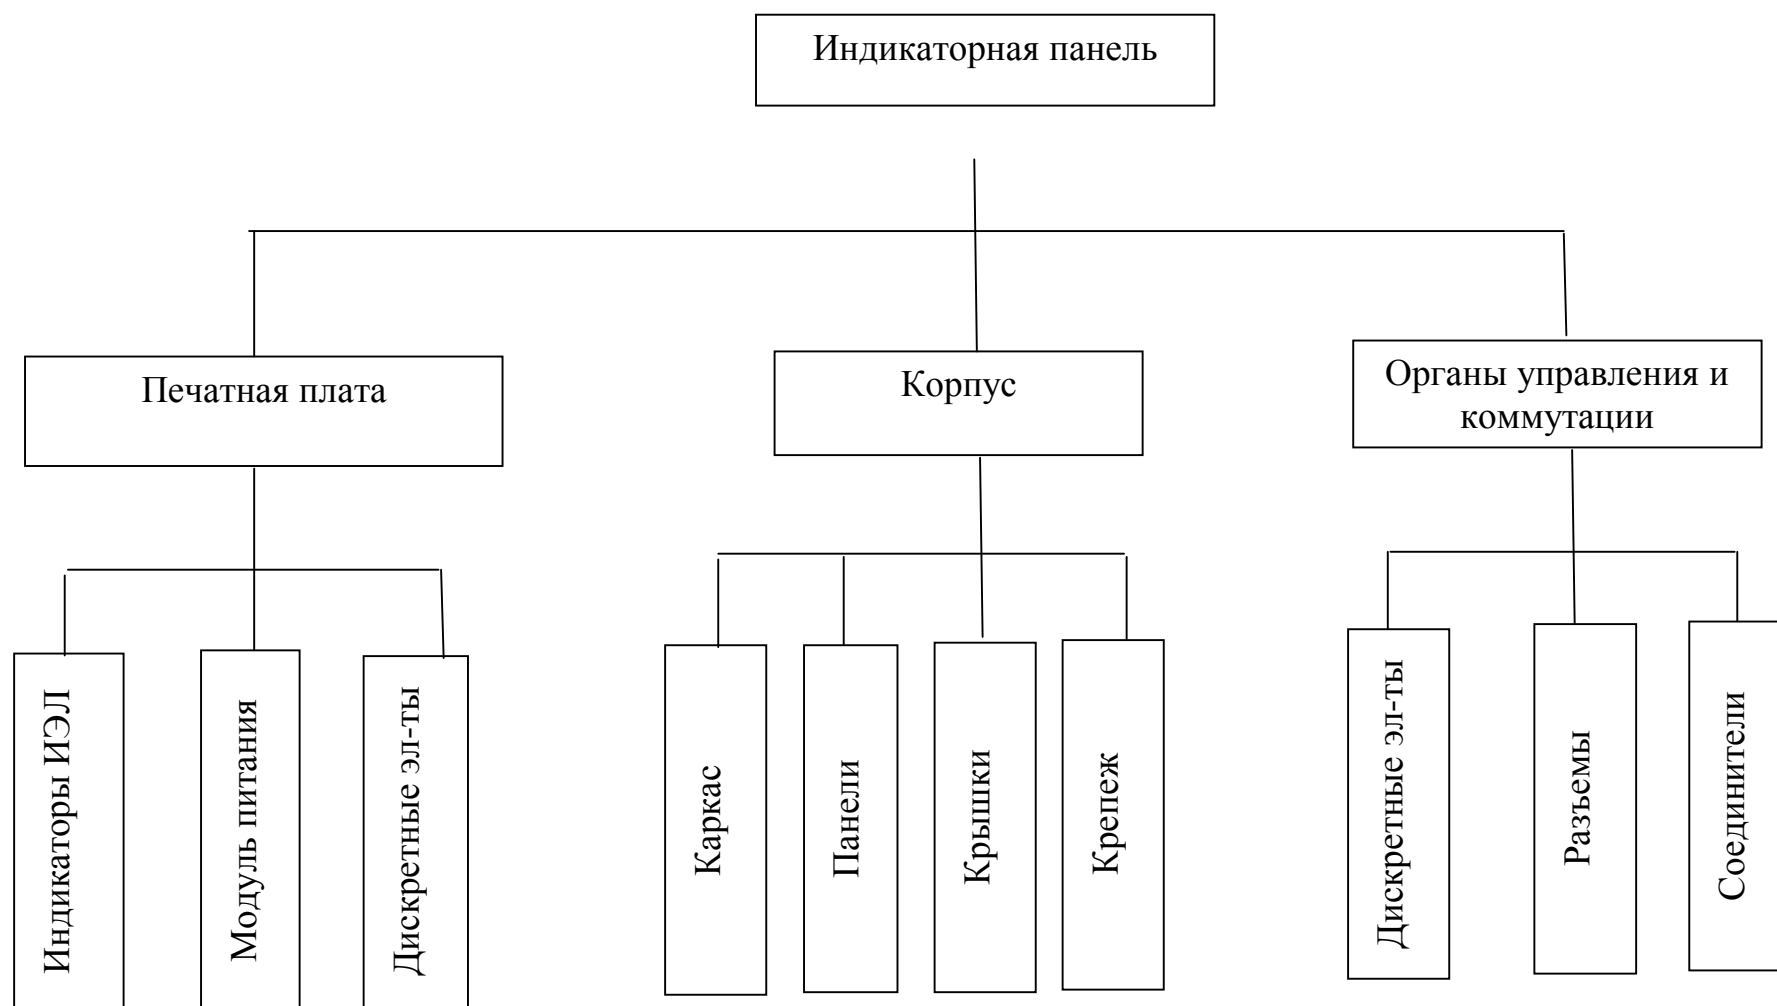 Индикаторная панель
Печатная плата
Корпус
Органы управления и
коммутации
Индикаторы ИЭЛ
Модуль питания
Дискретные эл-ты
Каркас
Панели
Крышки
Крепеж
Дискретные эл-ты
Разъемы
Соединители